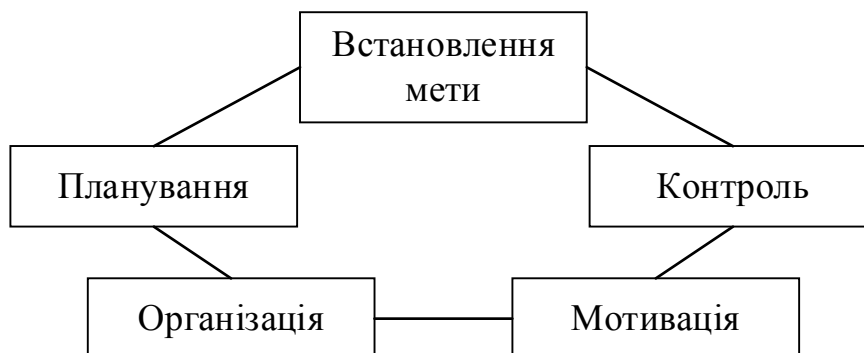 Встановлення
мети
Планування
Контроль
Організація
Мотивація